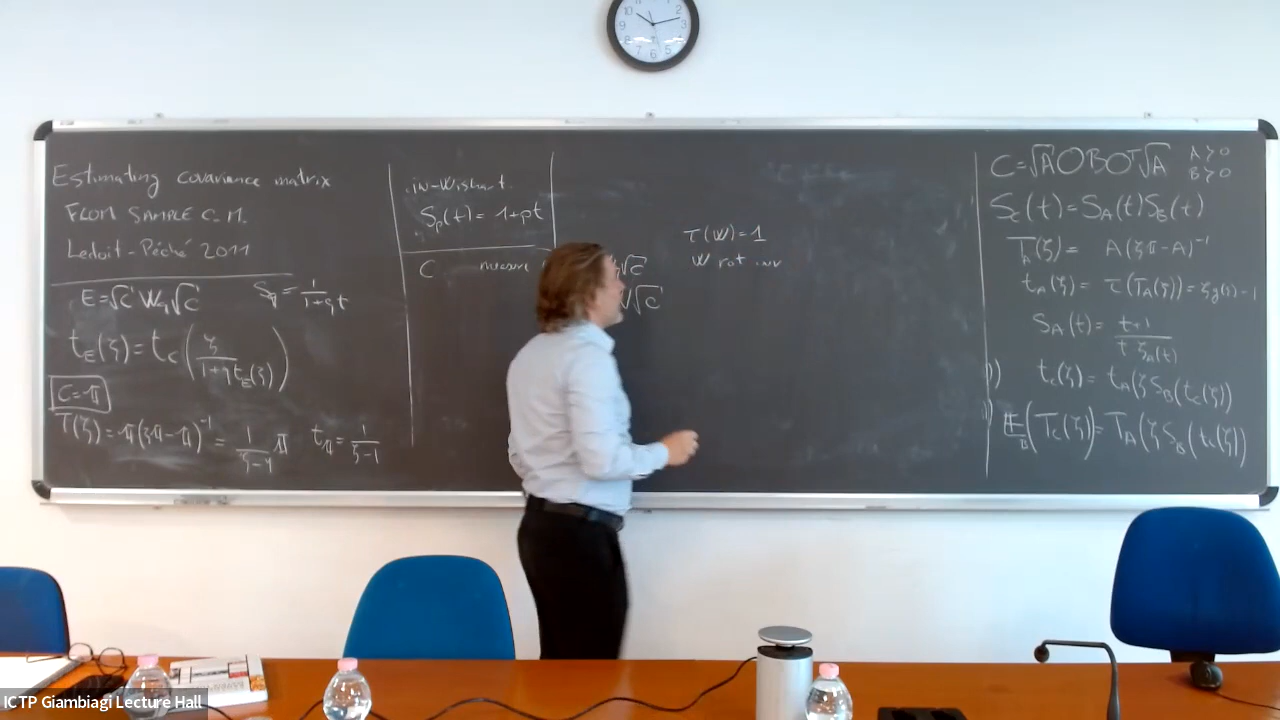 Estimating covariance matrix
FROM SAMPLE C.M.
Ledoit-Péché 2011
E=√C W_q √C S_q = 1/(1+qt)
t_E(ζ) = t_C(ζ/(1+q t_E(ζ)))
C=𝟙
T(ζ)=𝟙(ζ𝟙-𝟙)^{-1} = 1/(ζ-1) 𝟙 t_𝟙 = 1/(ζ-1)
in-Wishart
S_p(t) = 1+pt
C measure
√C
√C
τ(W)=1
W rot inv
C=√A O B O^T √A A>0
B>0
S_C(t)=S_A(t)S_B(t)
T_A(ζ) = A(ζ𝟙-A)^{-1}
t_A(ζ) = τ(T_A(ζ)) = ζg(ζ)-1
S_A(t) = (t+1)/(t ζ_A(t))
) t_C(ζ) = t_A(ζ S_B(t_C(ζ)))
) 𝔼_B(T_C(ζ)) = T_A(ζ S_B(t_C(ζ)))
ICTP Giambiagi Lecture Hall